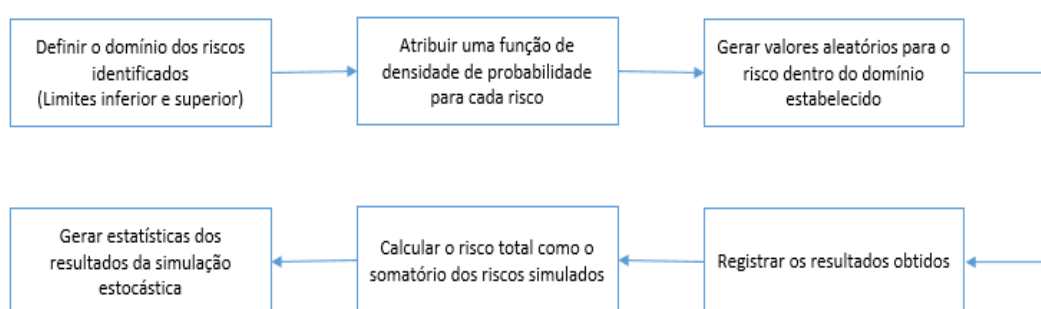 Definir o domínio dos riscos
identificados
(Limites inferior e superior)
Atribuir uma função de
densidade de probabilidade
para cada risco
Gerar valores aleatórios para o
risco dentro do domínio
estabelecido
Registrar os resultados obtidos
Calcular o risco total como o
somatório dos riscos simulados
Gerar estatísticas dos
resultados da simulação
estocástica